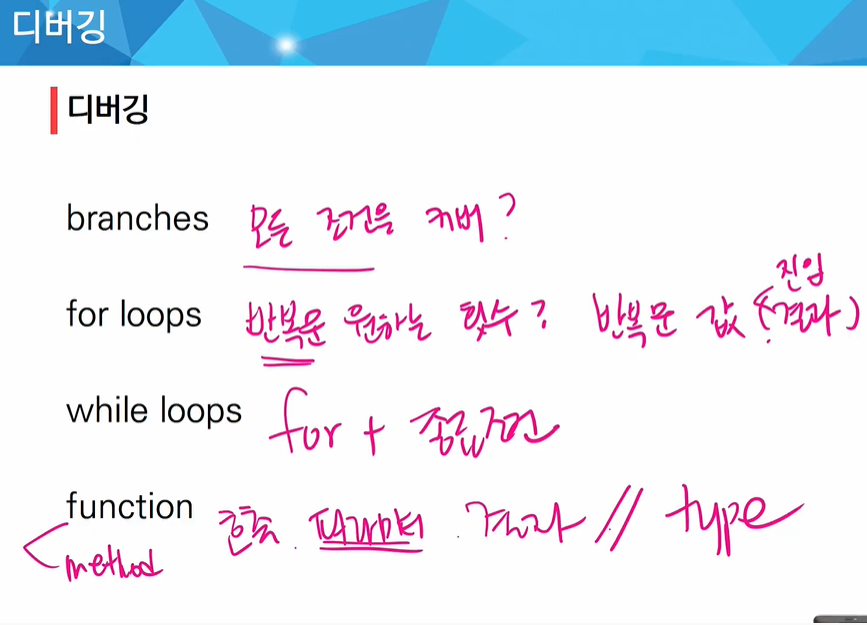 디버깅
디버깅
branches 모든 조건을 커버?
진입
for loops 반복문 원하는 횟수? 반복문 값 (결과)
while loops for + 종료조건
function 호출 파라미터 결과 // type
method